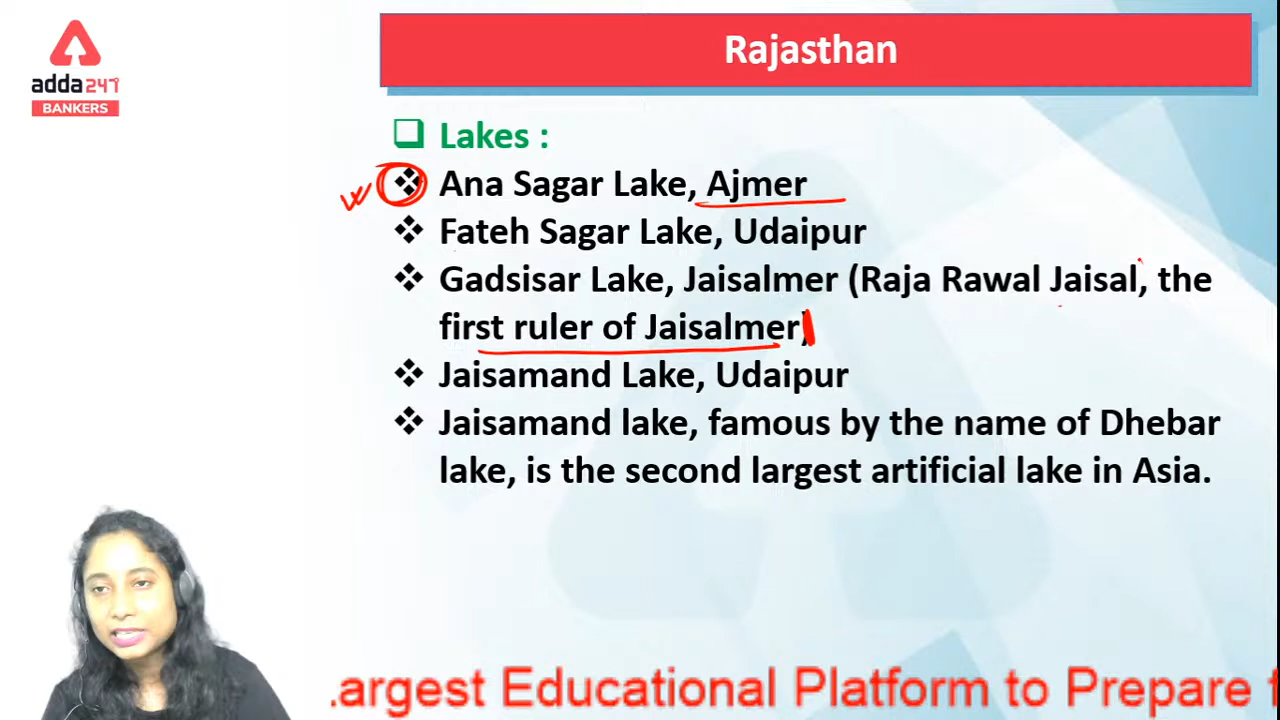 adda247
BANKERS
Rajasthan
Lakes :
Ana Sagar Lake, Ajmer
Fateh Sagar Lake, Udaipur
Gadsisar Lake, Jaisalmer (Raja Rawal Jaisal, the
first ruler of Jaisalmer)
Jaisamand Lake, Udaipur
Jaisamand lake, famous by the name of Dhebar
lake, is the second largest artificial lake in Asia.
.argest Educational Platform to Prepare